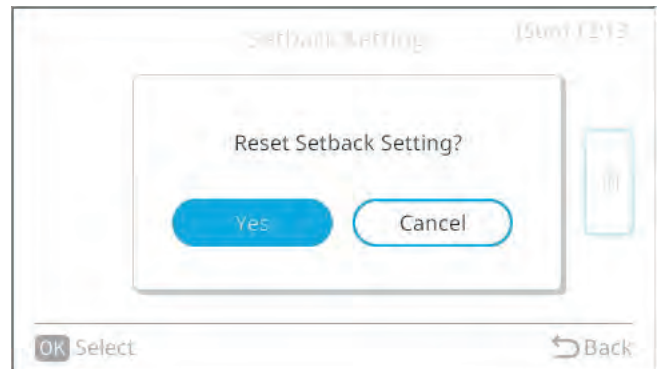 Setback Setting
(Sun) 12:13
Reset Setback Setting?
Yes
Cancel
OK Select
Back